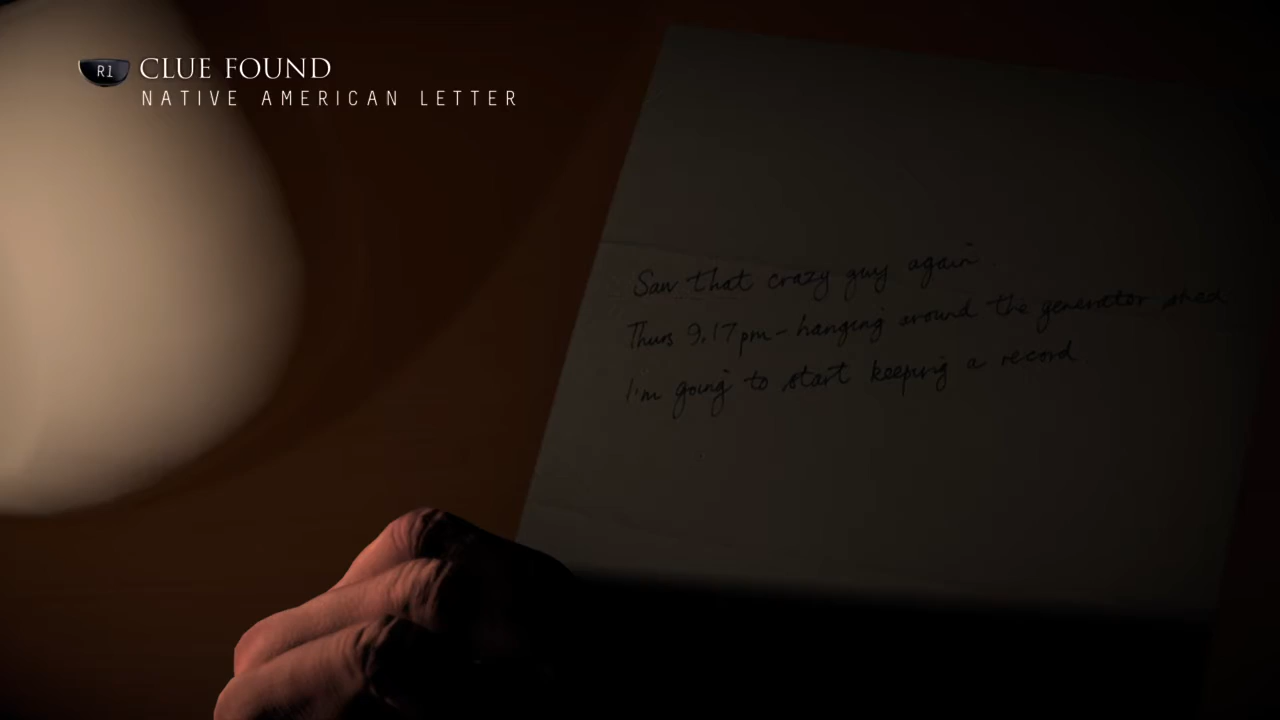 R1 CLUE FOUND
NATIVE AMERICAN LETTER
Saw that crazy guy again
Thurs 9.17pm - hanging around the generator shed
I'm going to start keeping a record